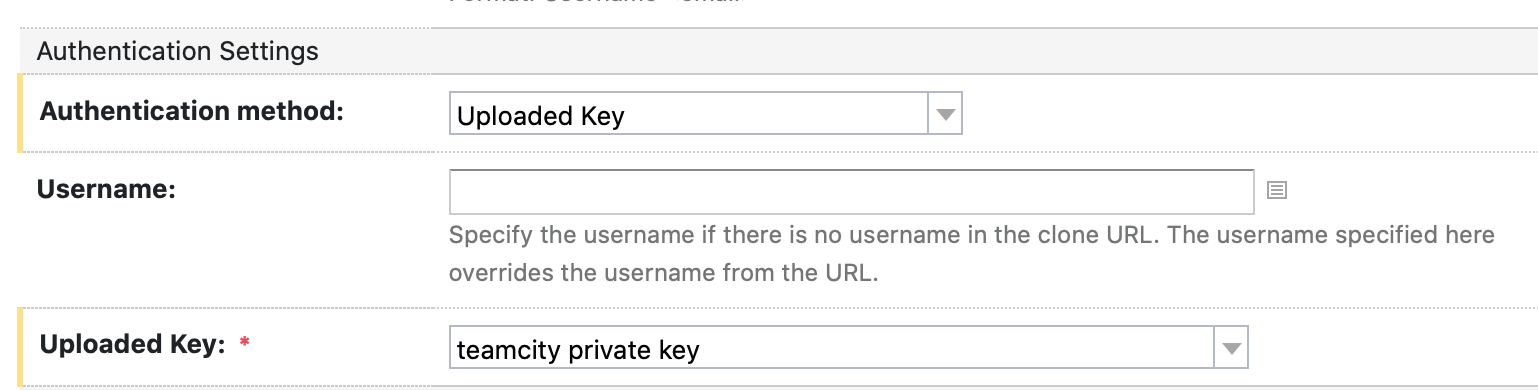 Authentication Settings
Authentication method:
Uploaded Key
Username:
Specify the username if there is no username in the clone URL. The username specified here
overrides the username from the URL.
Uploaded Key: *
teamcity private key